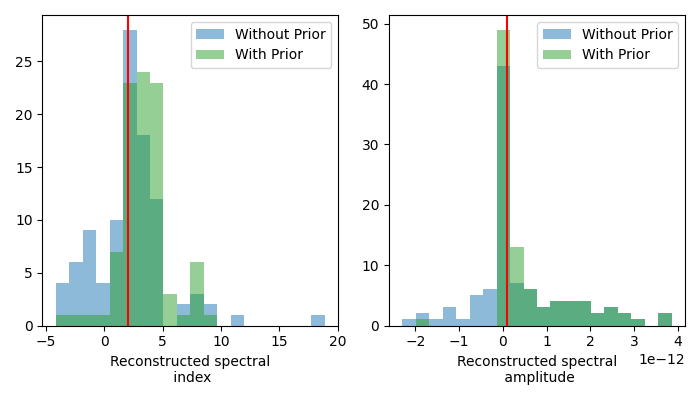 Without Prior
With Prior
25
20
15
10
5
0
−5
0
5
10
15
20
Reconstructed spectral
index
Without Prior
With Prior
50
40
30
20
10
0
−2
−1
0
1
2
3
4
1e−12
Reconstructed spectral
amplitude